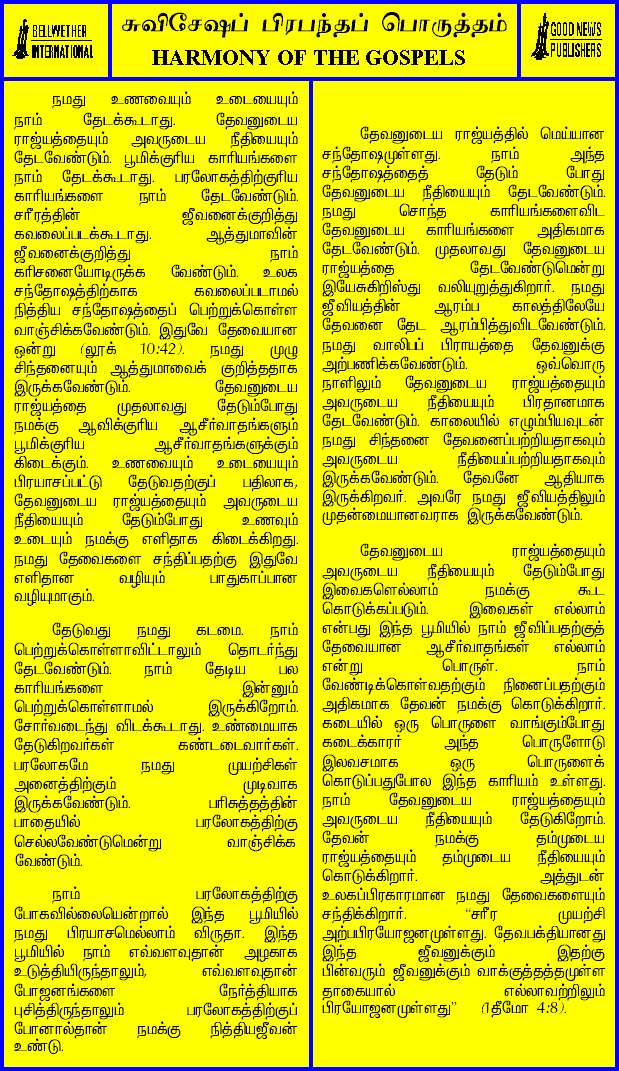 BELLWETHER
INTERNATIONAL
சுவிசேஷப் பிரபந்தப் பொருத்தம்
HARMONY OF THE GOSPELS
GOOD NEWS
PUBLISHERS
நமது உணவையும் உடையையும்
நாம் தேடக்கூடாது. தேவனுடைய
ராஜ்யத்தையும் அவருடைய நீதியையும்
தேடவேண்டும். பூமிக்குரிய காரியங்களை
நாம் தேடக்கூடாது. பரலோகத்திற்குரிய
காரியங்களை நாம் தேடவேண்டும்.
சரீரத்தின் ஜீவனைக்குறித்து
கவலைப்படக்கூடாது. ஆத்துமாவின்
ஜீவனைக்குறித்து நாம்
கரிசனையோடிருக்க வேண்டும். உலக
சந்தோஷத்திற்காக கவலைப்படாமல்
நித்திய சந்தோஷத்தைப் பெற்றுக்கொள்ள
வாஞ்சிக்கவேண்டும். இதுவே தேவையான
ஒன்று (லூக் 10:42). நமது முழு
சிந்தனையும் ஆத்துமாவைக் குறித்ததாக
இருக்கவேண்டும். தேவனுடைய
ராஜ்யத்தை முதலாவது தேடும்போது
நமக்கு ஆவிக்குரிய ஆசீர்வாதங்களும்
பூமிக்குரிய ஆசீர்வாதங்களுக்கும்
கிடைக்கும். உணவையும் உடையையும்
பிரயாசப்பட்டு தேடுவதற்குப் பதிலாக,
தேவனுடைய ராஜ்யத்தையும் அவருடைய
நீதியையும் தேடும்போது உணவும்
உடையும் நமக்கு எளிதாக கிடைக்கிறது.
நமது தேவைகளை சந்திப்பதற்கு இதுவே
எளிதான வழியும் பாதுகாப்பான
வழியுமாகும்.
தேடுவது நமது கடமை. நாம்
பெற்றுக்கொள்ளாவிட்டாலும் தொடர்ந்து
தேடவேண்டும். நாம் தேடிய பல
காரியங்களை இன்னும்
பெற்றுக்கொள்ளாமல் இருக்கிறோம்.
சோர்வடைந்து விடக்கூடாது. உண்மையாக
தேடுகிறவர்கள் கண்டடைவார்கள்.
பரலோகமே நமது முயற்சிகள்
அனைத்திற்கும் முடிவாக
இருக்கவேண்டும். பரிசுத்தத்தின்
பாதையில் பரலோகத்திற்கு
செல்லவேண்டுமென்று வாஞ்சிக்க
வேண்டும்.
நாம் பரலோகத்திற்கு
போகவில்லையென்றால் இந்த பூமியில்
நமது பிரயாசமெல்லாம் விருதா. இந்த
பூமியில் நாம் எவ்வளவுதான் அழகாக
உடுத்தியிருந்தாலும், எவ்வளவுதான்
போஜனங்களை நேர்த்தியாக
புசித்திருந்தாலும் பரலோகத்திற்குப்
போனால்தான் நமக்கு நித்தியஜீவன்
உண்டு.
தேவனுடைய ராஜ்யத்தில் மெய்யான
சந்தோஷமுள்ளது. நாம் அந்த
சந்தோஷத்தைத் தேடும் போது
தேவனுடைய நீதியையும் தேடவேண்டும்.
நமது சொந்த காரியங்களைவிட
தேவனுடைய காரியங்களை அதிகமாக
தேடவேண்டும். முதலாவது தேவனுடைய
ராஜ்யத்தை தேடவேண்டுமென்று
இயேசுகிறிஸ்து வலியுறுத்துகிறார். நமது
ஜீவியத்தின் ஆரம்ப காலத்திலேயே
தேவனை தேட ஆரம்பித்துவிடவேண்டும்.
நமது வாலிபப் பிராயத்தை தேவனுக்கு
அற்பணிக்கவேண்டும். ஒவ்வொரு
நாளிலும் தேவனுடைய ராஜ்யத்தையும்
அவருடைய நீதியையும் பிரதானமாக
தேடவேண்டும். காலையில் எழும்பியவுடன்
நமது சிந்தனை தேவனைப்பற்றியதாகவும்
அவருடைய நீதியைப்பற்றியதாகவும்
இருக்கவேண்டும். தேவனே ஆதியாக
இருக்கிறவர். அவரே நமது ஜீவியத்திலும்
முதன்மையானவராக இருக்கவேண்டும்.
தேவனுடைய ராஜ்யத்தையும்
அவருடைய நீதியையும் தேடும்போது
இவைகளெல்லாம் நமக்கு கூட
கொடுக்கப்படும். இவைகள் எல்லாம்
என்பது இந்த பூமியில் நாம் ஜீவிப்பதற்குத்
தேவையான ஆசீர்வாதங்கள் எல்லாம்
என்று பொருள். நாம்
வேண்டிக்கொள்வதற்கும் நினைப்பதற்கும்
அதிகமாக தேவன் நமக்கு கொடுக்கிறார்.
கடையில் ஒரு பொருளை வாங்கும்போது
கடைக்காரர் அந்த பொருளோடு
இலவசமாக ஒரு பொருளைக்
கொடுப்பதுபோல இந்த காரியம் உள்ளது.
நாம் தேவனுடைய ராஜ்யத்தையும்
அவருடைய நீதியையும் தேடுகிறோம்.
தேவன் நமக்கு தம்முடைய
ராஜ்யத்தையும் தம்முடைய நீதியையும்
கொடுக்கிறார். அத்துடன்
உலகப்பிரகாரமான நமது தேவைகளையும்
சந்திக்கிறார். "சரீர முயற்சி
அற்பபிரயோஜனமுள்ளது. தேவபக்தியானது
இந்த ஜீவனுக்கும் இதற்கு
பின்வரும் ஜீவனுக்கும் வாக்குத்தத்தமுள்ள
தாகையால் எல்லாவற்றிலும்
பிரயோஜனமுள்ளது" (1தீமோ 4:8).